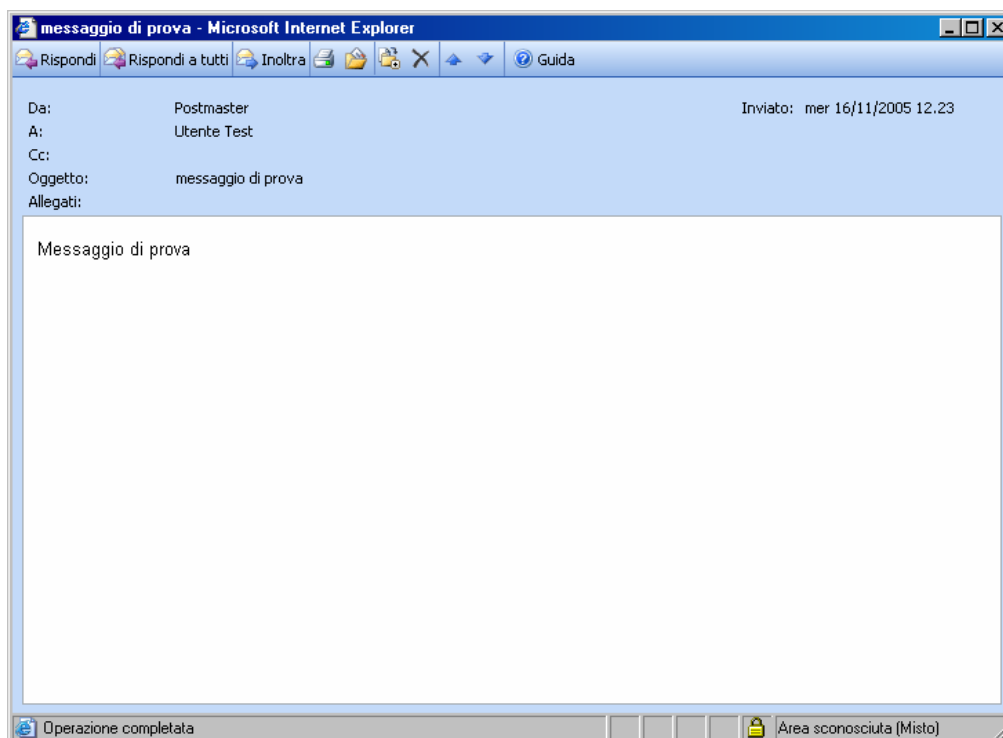 messaggio di prova - Microsoft Internet Explorer
Rispondi Rispondi a tutti Inoltra Guida
Da: Postmaster Inviato: mer 16/11/2005 12.23
A: Utente Test
Cc:
Oggetto: messaggio di prova
Allegati:
Messaggio di prova
Operazione completata Area sconosciuta (Misto)